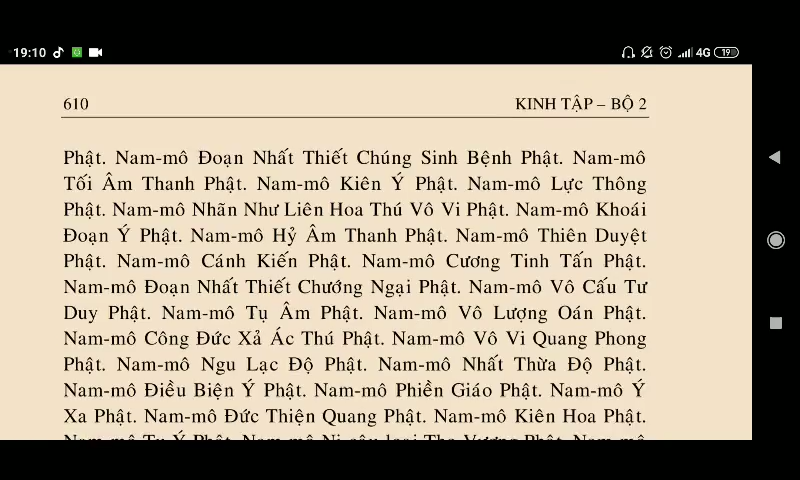 19:10
4G 19
610 KINH TẬP – BỘ 2
Phật. Nam-mô Đoạn Nhất Thiết Chúng Sinh Bệnh Phật. Nam-mô
Tối Âm Thanh Phật. Nam-mô Kiên Ý Phật. Nam-mô Lực Thông
Phật. Nam-mô Nhãn Như Liên Hoa Thú Vô Vi Phật. Nam-mô Khoái
Đoạn Ý Phật. Nam-mô Hỷ Âm Thanh Phật. Nam-mô Thiên Duyệt
Phật. Nam-mô Cánh Kiến Phật. Nam-mô Cương Tinh Tấn Phật.
Nam-mô Đoạn Nhất Thiết Chướng Ngại Phật. Nam-mô Vô Cấu Tư
Duy Phật. Nam-mô Tụ Âm Phật. Nam-mô Vô Lượng Oán Phật.
Nam-mô Công Đức Xả Ác Thú Phật. Nam-mô Vô Vi Quang Phong
Phật. Nam-mô Ngu Lạc Độ Phật. Nam-mô Nhất Thừa Độ Phật.
Nam-mô Điều Biện Ý Phật. Nam-mô Phiền Giáo Phật. Nam-mô Ý
Xa Phật. Nam-mô Đức Thiện Quang Phật. Nam-mô Kiên Hoa Phật.